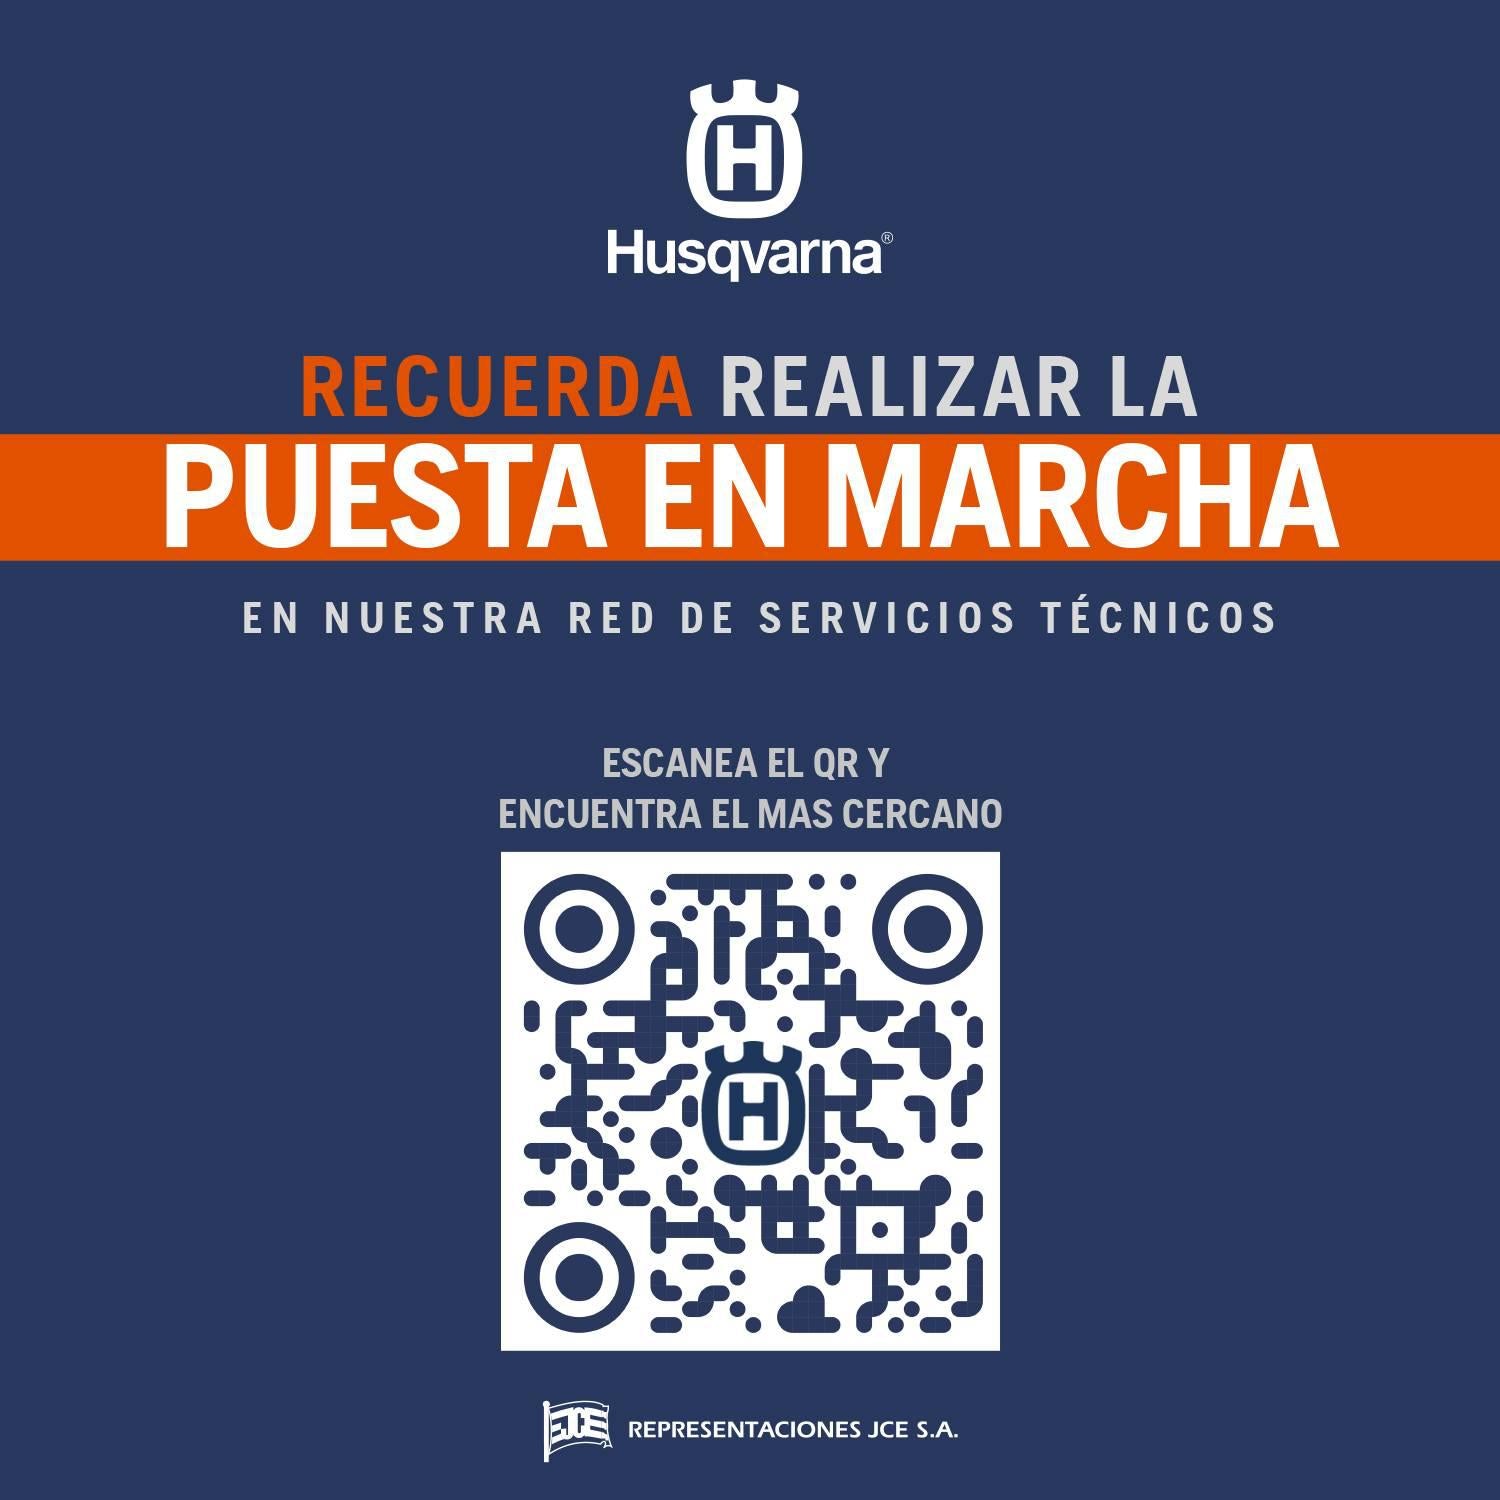 H
Husqvarna®
RECUERDA REALIZAR LA
PUESTA EN MARCHA
EN NUESTRA RED DE SERVICIOS TÉCNICOS
ESCANEA EL QR Y
ENCUENTRA EL MAS CERCANO
H
JCE REPRESENTACIONES JCE S.A.